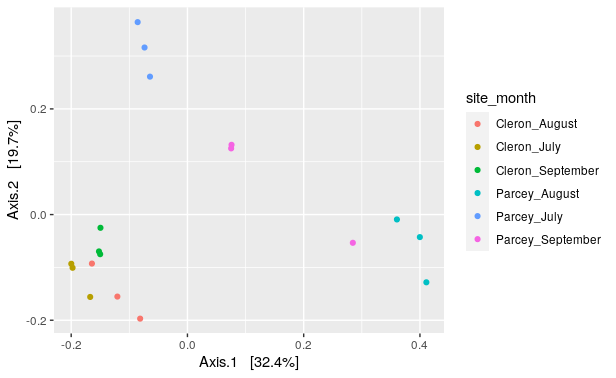 Axis.2 [19.7%]
0.2
0.0
-0.2
-0.2 0.0 0.2 0.4
Axis.1 [32.4%]
site_month
Cleron_August
Cleron_July
Cleron_September
Parcey_August
Parcey_July
Parcey_September